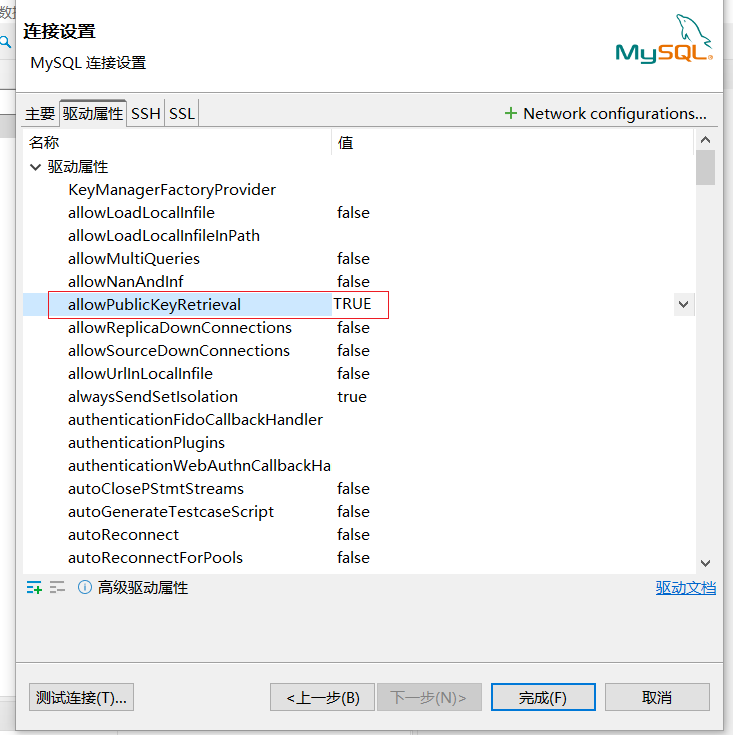 数据
连接设置
MySQL 连接设置
MySQL®
主要 驱动属性 SSH SSL + Network configurations...
名称 值
驱动属性
KeyManagerFactoryProvider
allowLoadLocalInfile false
allowLoadLocalInfileInPath
allowMultiQueries false
allowNanAndInf false
allowPublicKeyRetrieval TRUE
allowReplicaDownConnections false
allowSourceDownConnections false
allowUrlInLocalInfile false
alwaysSendSetIsolation true
authenticationFidoCallbackHandler
authenticationPlugins
authenticationWebAuthnCallbackHa
autoClosePStmtStreams false
autoGenerateTestcaseScript false
autoReconnect false
autoReconnectForPools false
高级驱动属性 驱动文档
测试连接(T)... <上一步(B) 下一步(N)> 完成(F) 取消